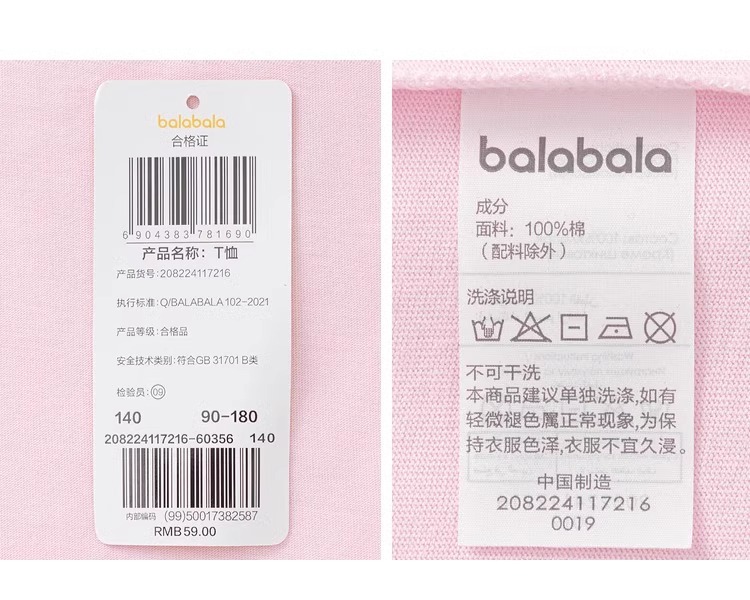 balabala
合格证
6 904383 781690
产品名称：T恤
产品货号：208224117216
执行标准：Q/BALABALA 102-2021
产品等级：合格品
安全技术类别：符合GB 31701 B类
检验员：09
140 90-180
208224117216-60356 140
内部编码 (99)50017382587
RMB 59.00
balabala
成分
面料：100%棉
（配料除外）
洗涤说明
不可干洗
本商品建议单独洗涤,如有
轻微褪色属正常现象,为保
持衣服色泽,衣服不宜久浸。
中国制造
208224117216
0019